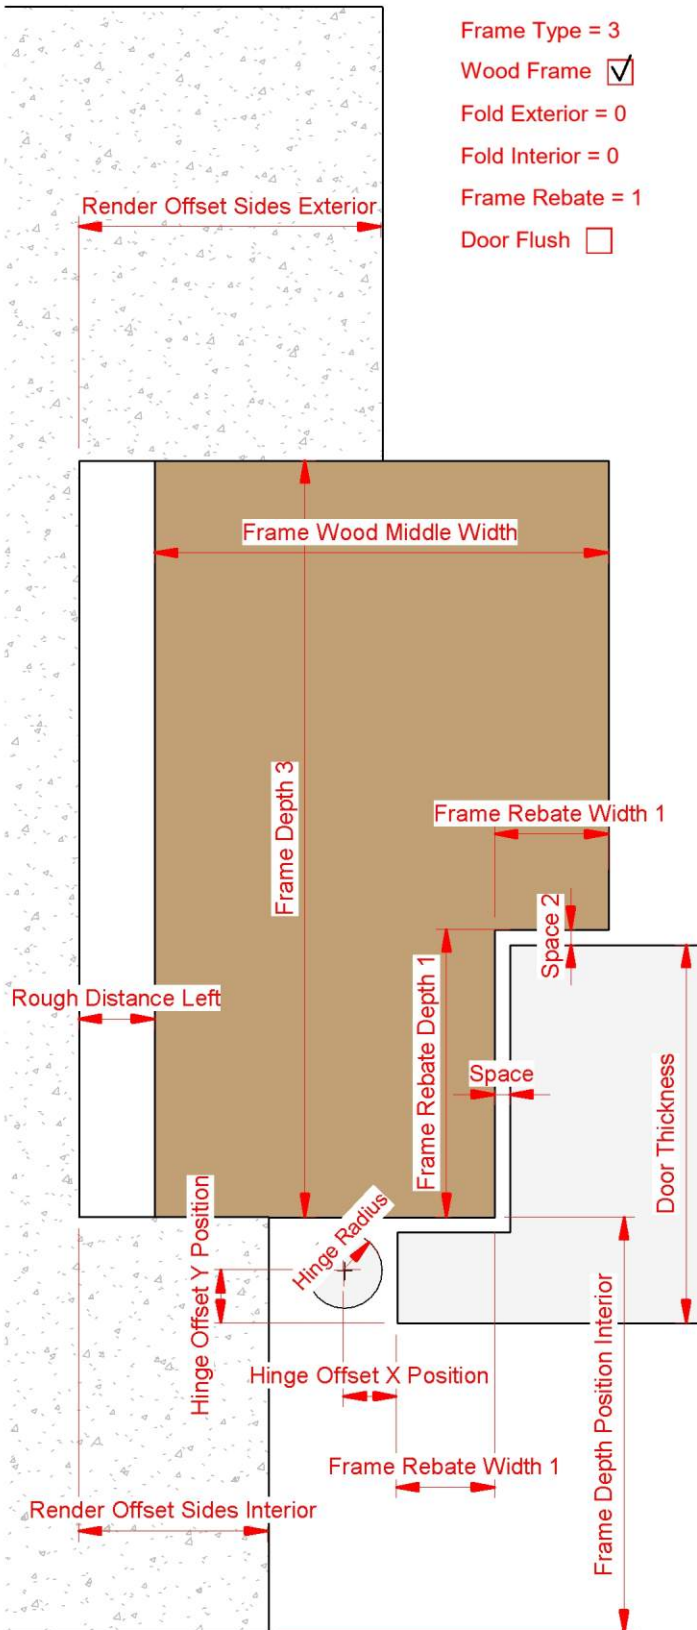 Frame Type = 3
Wood Frame
Fold Exterior = 0
Fold Interior = 0
Frame Rebate = 1
Door Flush
Render Offset Sides Exterior
Frame Wood Middle Width
Frame Depth 3
Frame Rebate Width 1
Space 2
Rough Distance Left
Frame Rebate Depth 1
Space
Door Thickness
Hinge Offset Y Position
Hinge Radius
Hinge Offset X Position
Frame Depth Position Interior
Frame Rebate Width 1
Render Offset Sides Interior